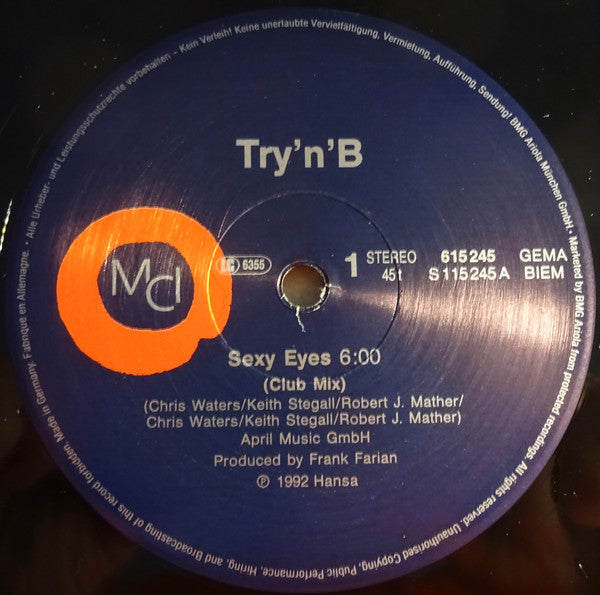 Made in Germany. Fabriqué en Allemagne. • Alle Urheber- und Leistungsschutzrechte vorbehalten – Kein Verleih! Keine unerlaubte Vervielfältigung, Vermietung, Aufführung, Sendung! BMG Ariola München GmbH • Marketed by BMG Ariola from protected recordings. All rights reserved. Unauthorised Copying, Public Performance, Hiring, and Broadcasting of this record forbidden.
Try’n’B
MCI
LC 6355
1 STEREO 615245 GEMA
45t S 115 245 A BIEM
Sexy Eyes 6:00
(Club Mix)
(Chris Waters/Keith Stegall/Robert J. Mather/
Chris Waters/Keith Stegall/Robert J. Mather)
April Music GmbH
Produced by Frank Farian
℗ 1992 Hansa